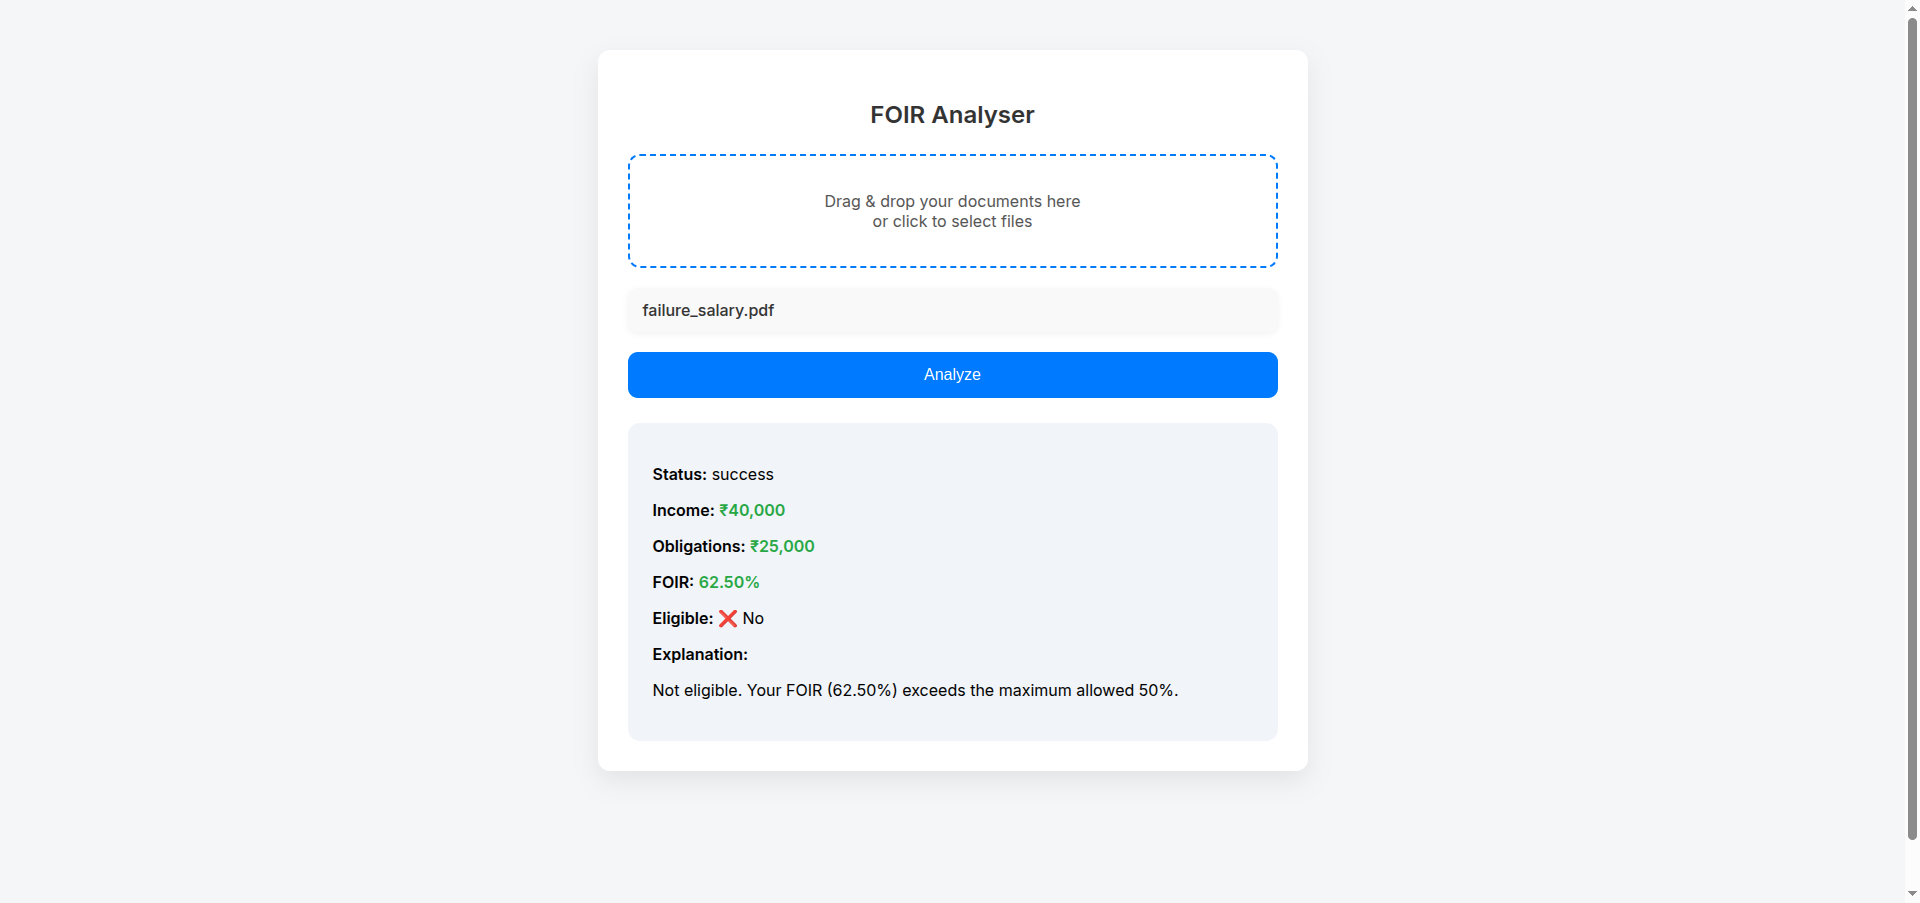 FOIR Analyser
Drag & drop your documents here
or click to select files
failure_salary.pdf
Analyze
Status: success
Income: ₹40,000
Obligations: ₹25,000
FOIR: 62.50%
Eligible: ❌ No
Explanation:
Not eligible. Your FOIR (62.50%) exceeds the maximum allowed 50%.